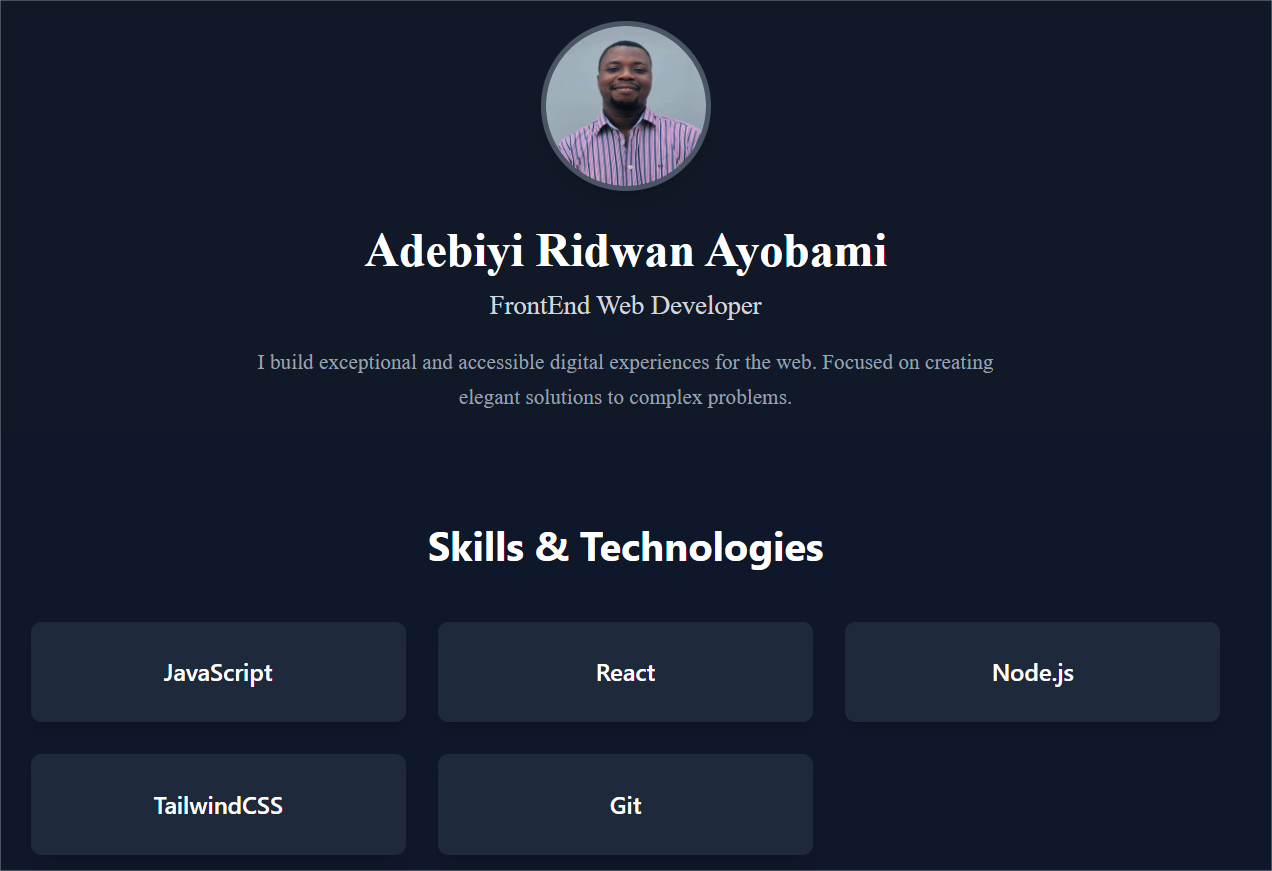 Adebiyi Ridwan Ayobami
FrontEnd Web Developer
I build exceptional and accessible digital experiences for the web. Focused on creating
elegant solutions to complex problems.
Skills & Technologies
JavaScript
React
Node.js
TailwindCSS
Git